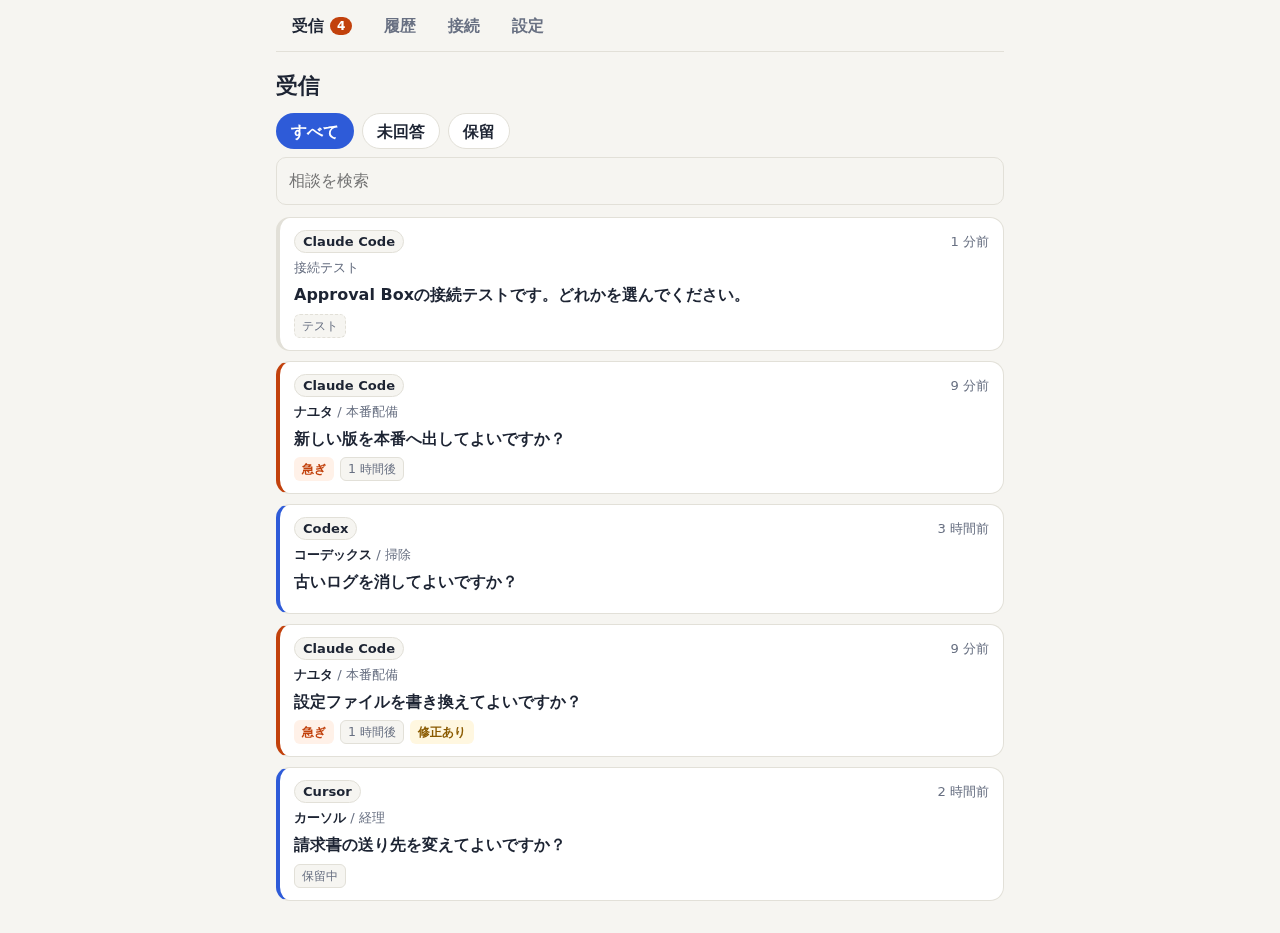 受信 4 履歴 接続 設定
受信
すべて 未回答 保留
相談を検索
Claude Code 1 分前
接続テスト
Approval Boxの接続テストです。どれかを選んでください。
テスト
Claude Code 9 分前
ナユタ / 本番配備
新しい版を本番へ出してよいですか？
急ぎ 1 時間後
Codex 3 時間前
コーデックス / 掃除
古いログを消してよいですか？
Claude Code 9 分前
ナユタ / 本番配備
設定ファイルを書き換えてよいですか？
急ぎ 1 時間後 修正あり
Cursor 2 時間前
カーソル / 経理
請求書の送り先を変えてよいですか？
保留中